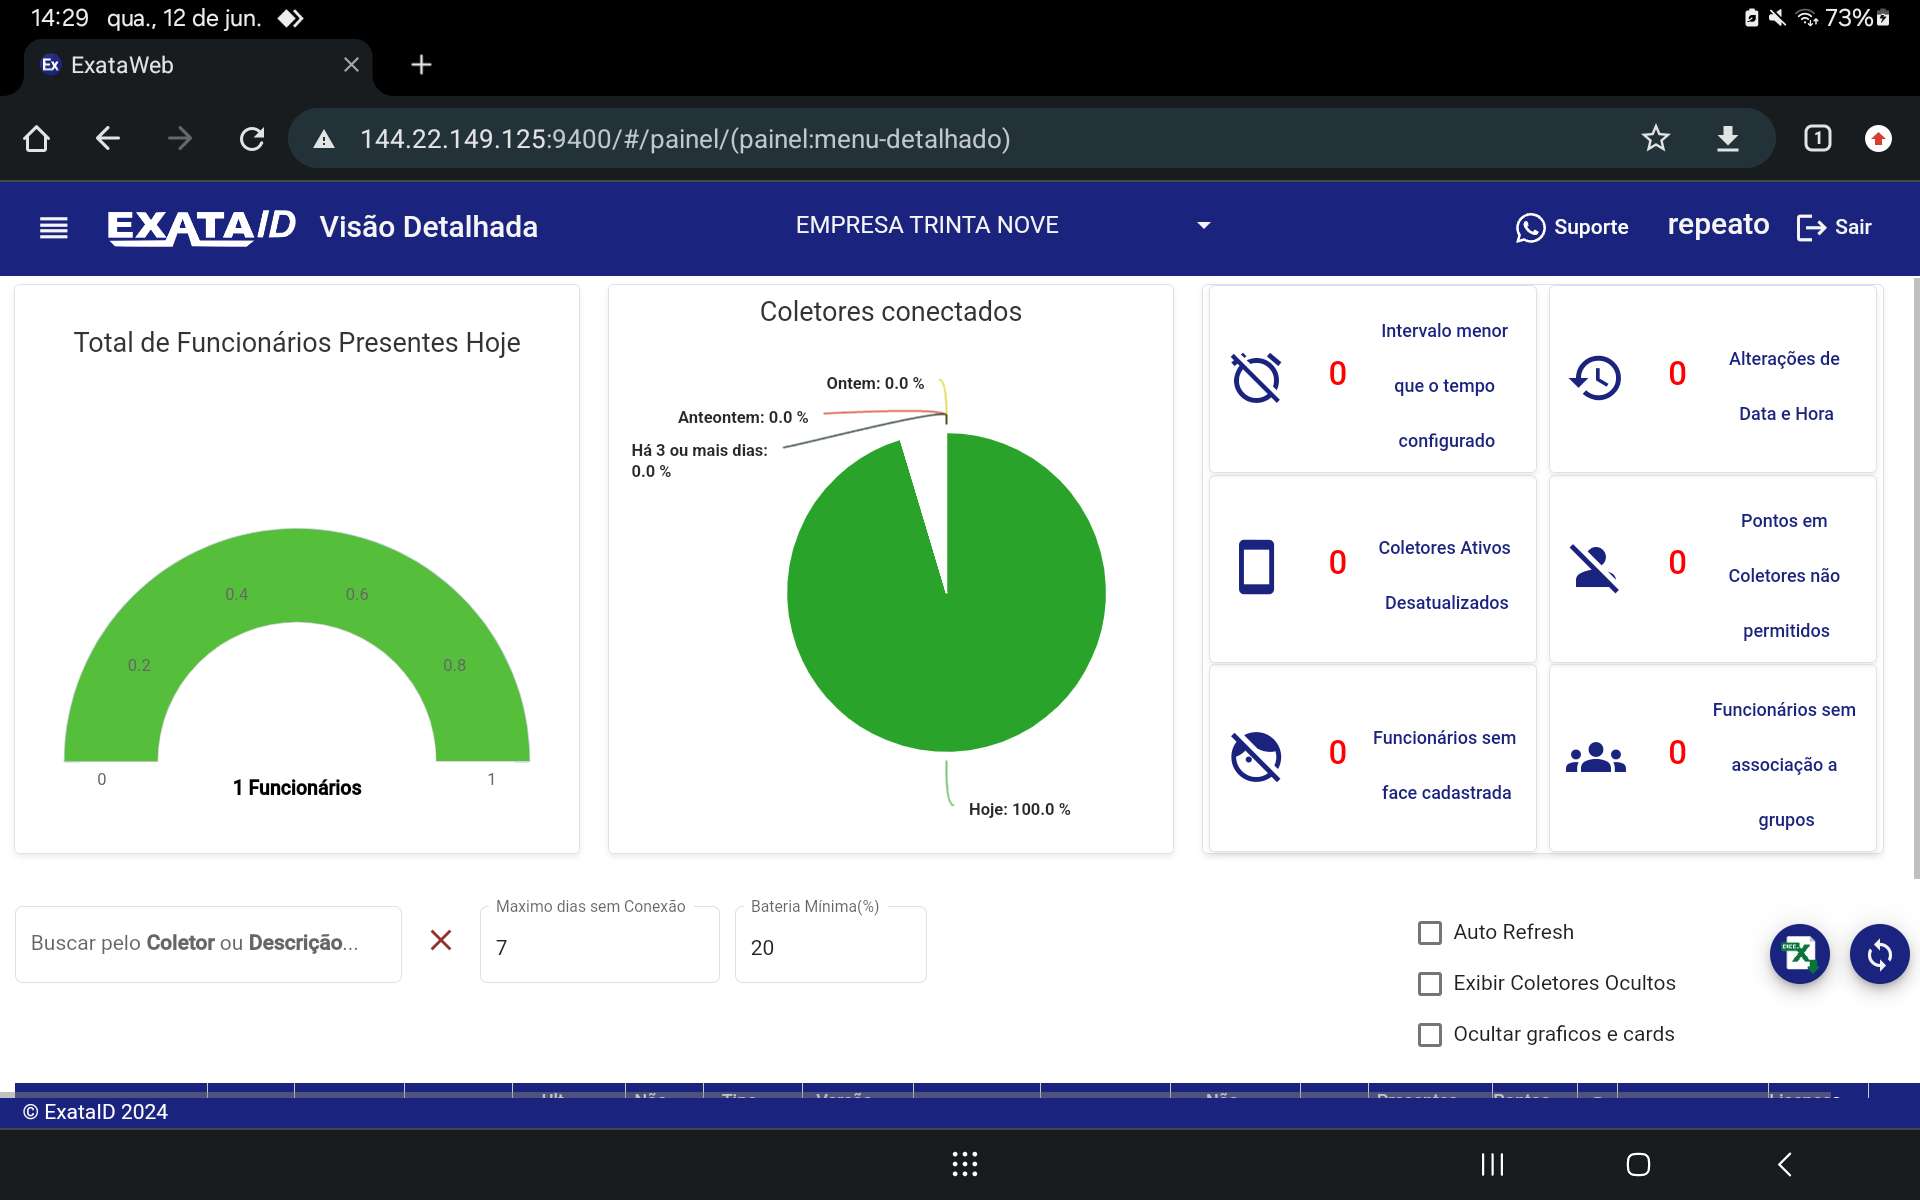 14:29 qua., 12 de jun. 73%
Ex ExataWeb
144.22.149.125:9400/#/painel/(painel:menu-detalhado) 1
EXATAID Visão Detalhada EMPRESA TRINTA NOVE Suporte repeato Sair
Total de Funcionários Presentes Hoje
0.4 0.6
0.2 0.8
0 1
1 Funcionários
Coletores conectados
Ontem: 0.0 %
Anteontem: 0.0 %
Há 3 ou mais dias:
0.0 %
Hoje: 100.0 %
0 Intervalo menor
que o tempo
configurado
0 Alterações de
Data e Hora
0 Coletores Ativos
Desatualizados
0 Pontos em
Coletores não
permitidos
0 Funcionários sem
face cadastrada
0 Funcionários sem
associação a
grupos
Buscar pelo Coletor ou Descrição...
Maximo dias sem Conexão
7
Bateria Mínima(%)
20
Auto Refresh
Exibir Coletores Ocultos
Ocultar graficos e cards
© ExataID 2024